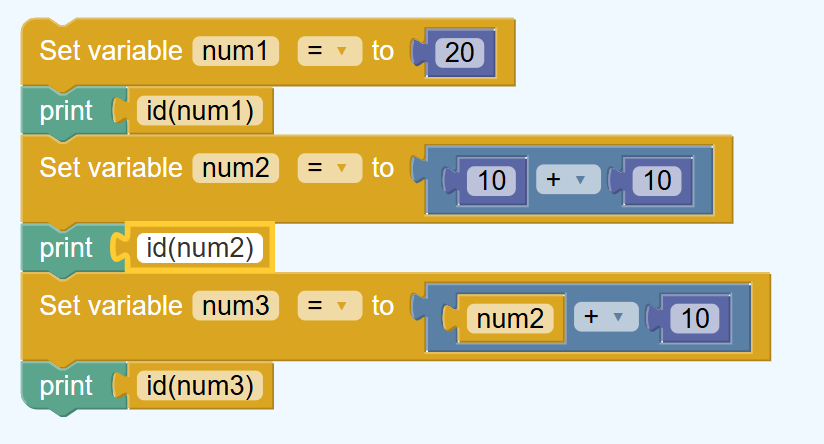 Set variable num1 = to 20
print id(num1)
Set variable num2 = to 10 + 10
print id(num2)
Set variable num3 = to num2 + 10
print id(num3)